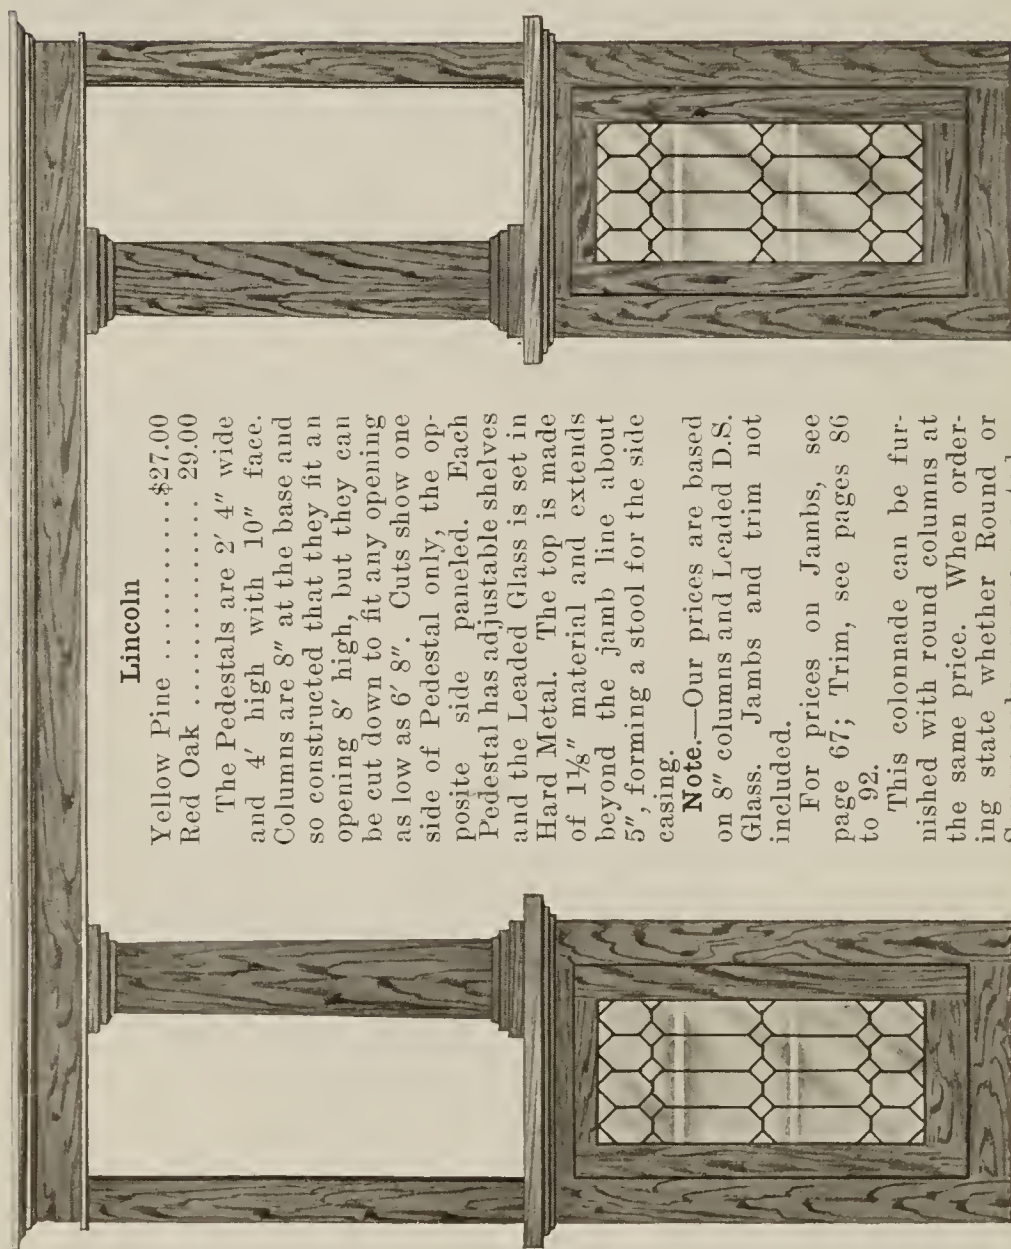 Lincoln
Yellow Pine ............$27.00
Red Oak ............... 29.00
The Pedestals are 2′ 4″ wide
and 4′ high with 10″ face.
Columns are 8″ at the base and
so constructed that they fit an
opening 8′ high, but they can
be cut down to fit any opening
as low as 6′ 8″. Cuts show one
side of Pedestal only, the op-
posite side paneled. Each
Pedestal has adjustable shelves
and the Leaded Glass is set in
Hard Metal. The top is made
of 1⅛″ material and extends
beyond the jamb line about
5″, forming a stool for the side
casing.
Note.—Our prices are based
on 8″ columns and Leaded D.S.
Glass. Jambs and trim not
included.
For prices on Jambs, see
page 67; Trim, see pages 86
to 92.
This colonnade can be fur-
nished with round columns at
the same price. When order-
ing state whether Round or